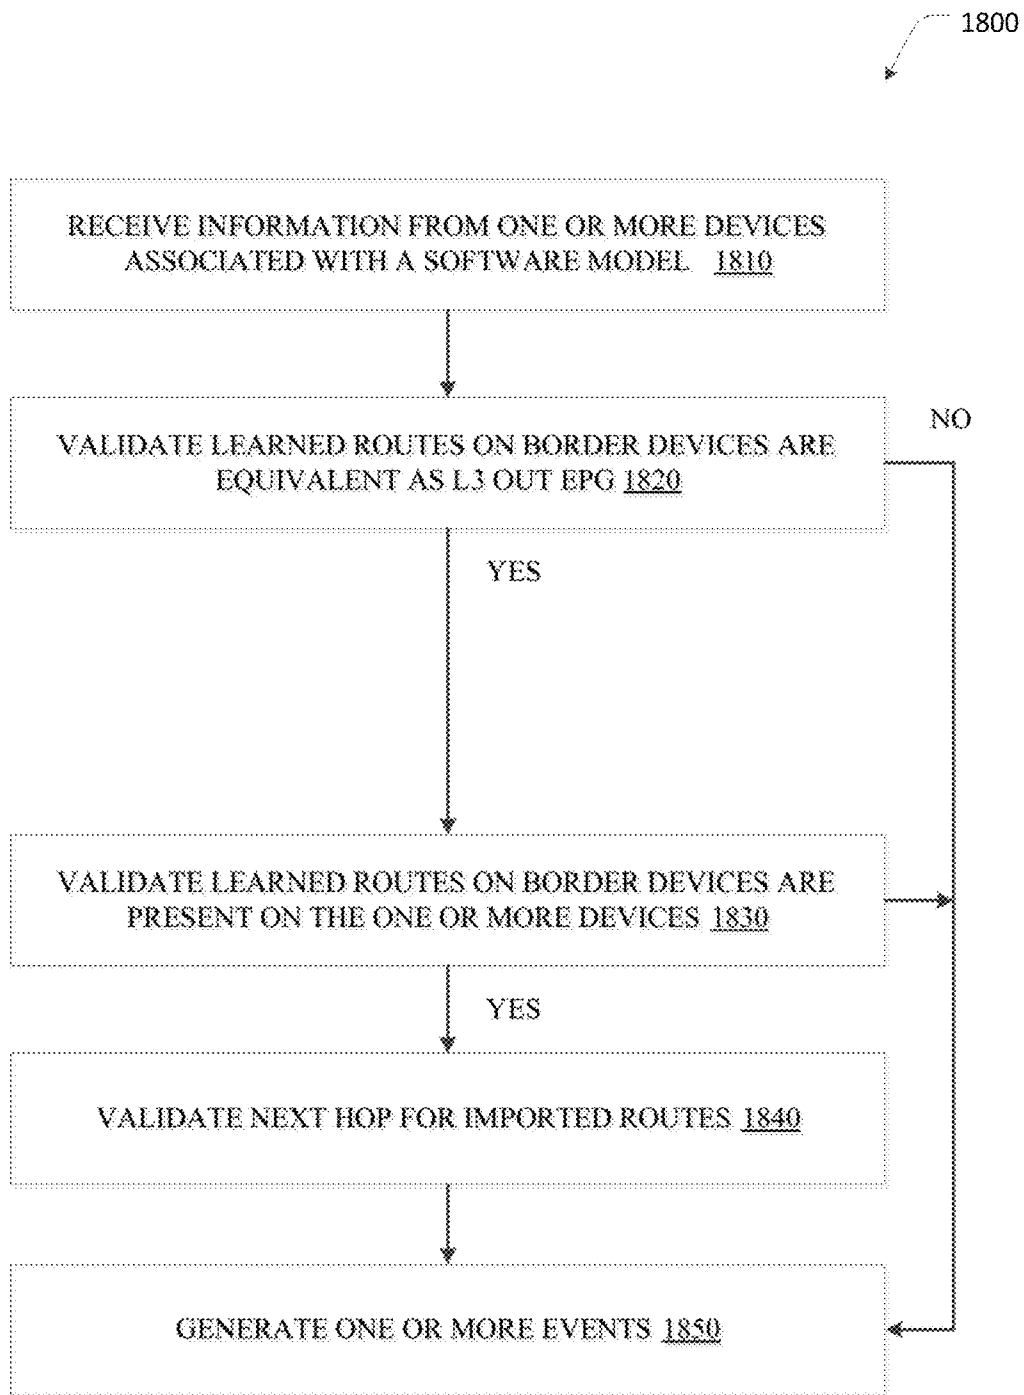 1800
RECEIVE INFORMATION FROM ONE OR MORE DEVICES
ASSOCIATED WITH A SOFTWARE MODEL 1810
VALIDATE LEARNED ROUTES ON BORDER DEVICES ARE
EQUIVALENT AS L3 OUT EPG 1820
NO
YES
VALIDATE LEARNED ROUTES ON BORDER DEVICES ARE
PRESENT ON THE ONE OR MORE DEVICES 1830
YES
VALIDATE NEXT HOP FOR IMPORTED ROUTES 1840
GENERATE ONE OR MORE EVENTS 1850